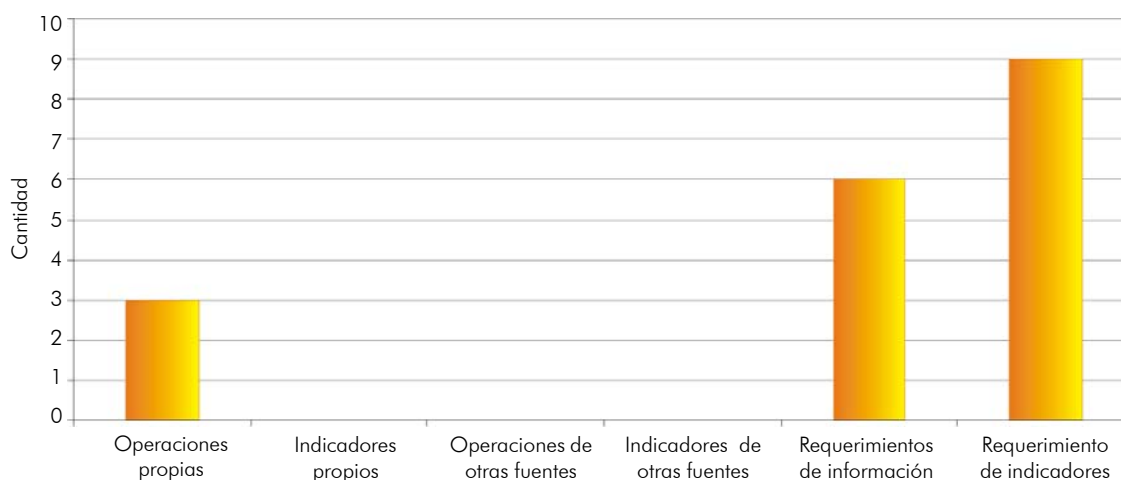 10
9
8
7
6
5
4
3
2
1
0
Cantidad
Operaciones
propias
Indicadores
propios
Operaciones de
otras fuentes
Indicadores de
otras fuentes
Requerimientos
de información
Requerimiento
de indicadores